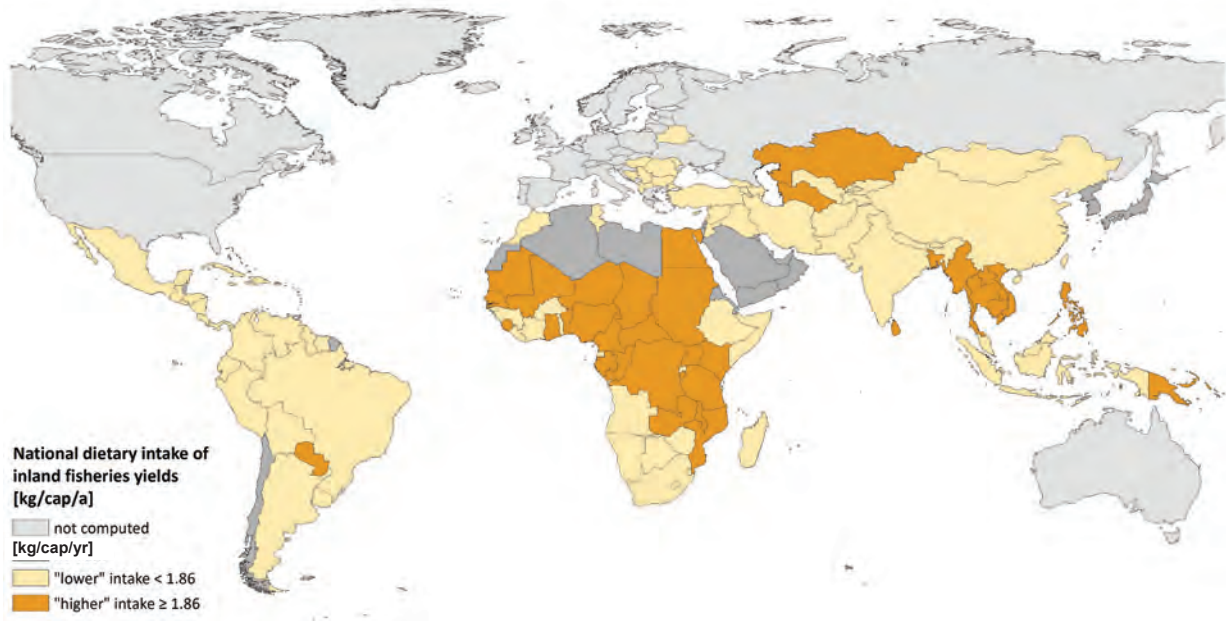 National dietary intake of
inland fisheries yields
[kg/cap/a]
not computed
[kg/cap/yr]
"lower" intake < 1.86
"higher" intake ≥ 1.86